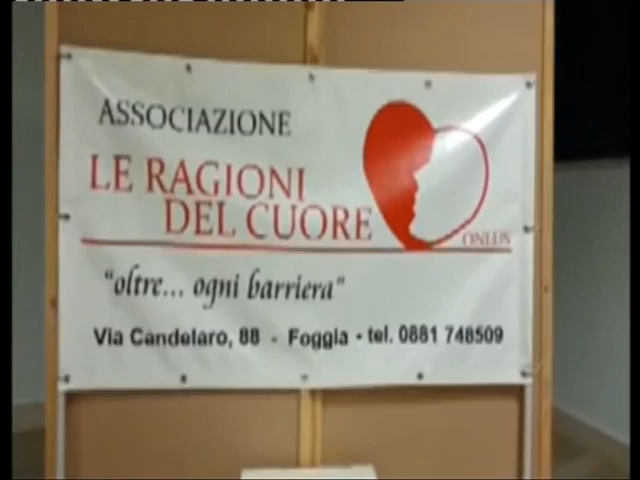 ASSOCIAZIONE
LE RAGIONI
DEL CUORE
ONLUS
"oltre... ogni barriera"
Via Candelaro, 88 - Foggia - tel. 0881 748509